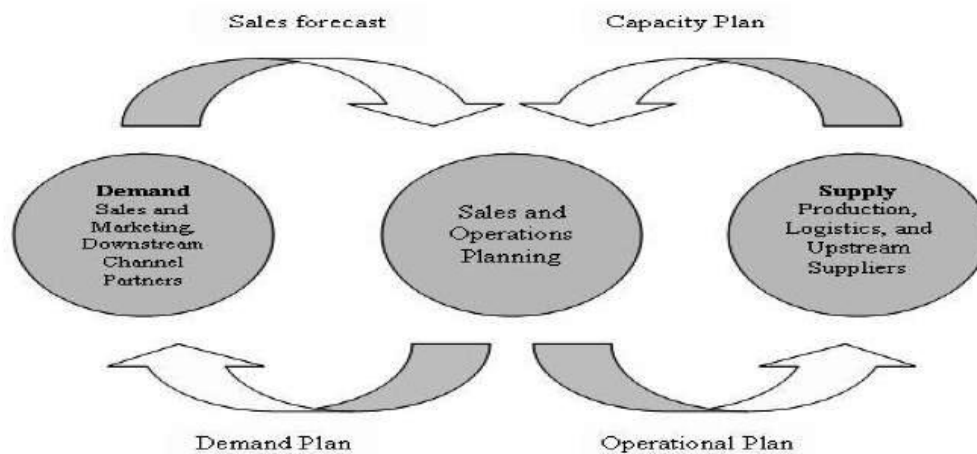 Sales forecast
Capacity Plan
Demand
Sales and
Marketing,
Downstream
Channel
Partners
Sales and
Operations
Planning
Supply
Production,
Logistics, and
Upstream
Suppliers
Demand Plan
Operational Plan